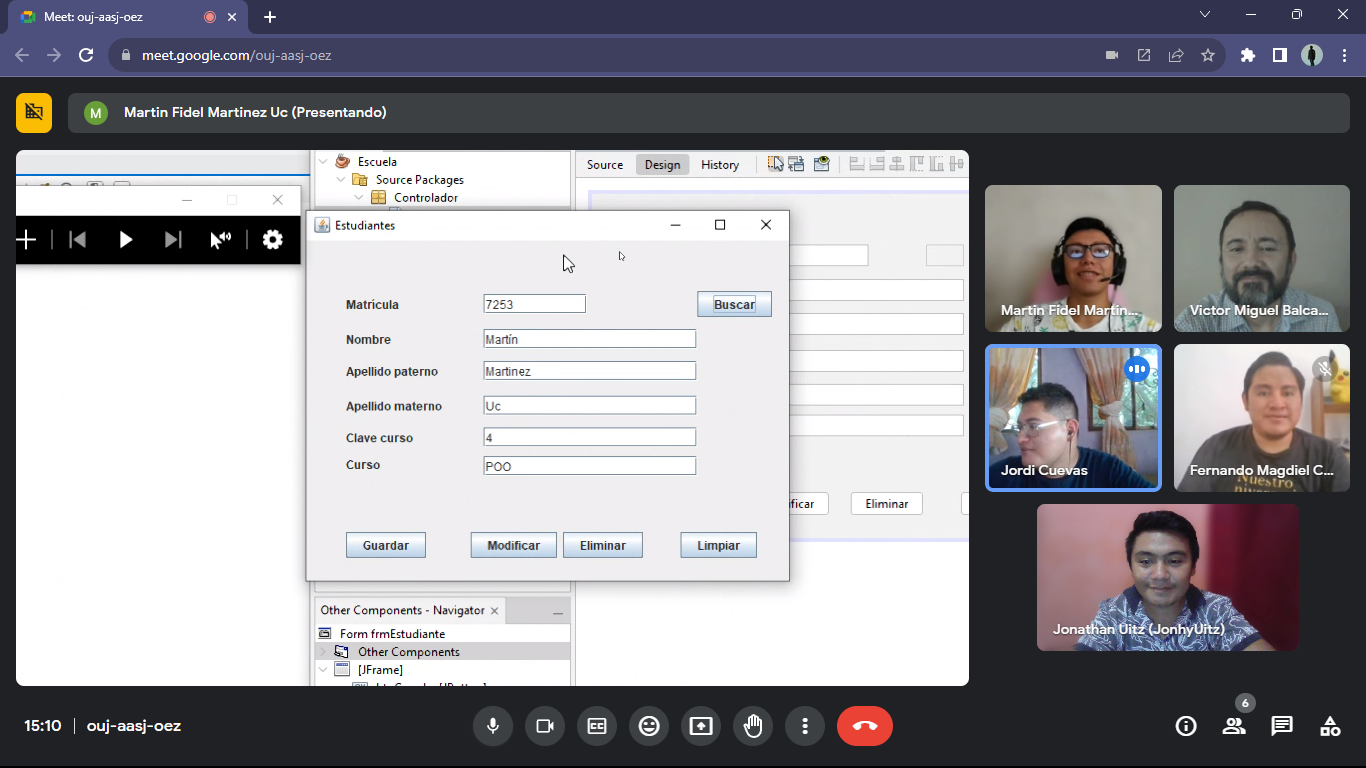 Meet: ouj-aasj-oez
meet.google.com/ouj-aasj-oez
M Martin Fidel Martinez Uc (Presentando)
Escuela
Source Packages
Controlador
Source Design History
Estudiantes
Matricula 7253 Buscar
Nombre Martín
Apellido paterno Martinez
Apellido materno Uc
Clave curso 4
Curso POO
Guardar Modificar Eliminar Limpiar
ificar Eliminar
Other Components - Navigator
Form frmEstudiante
Other Components
[JFrame]
Martin Fidel Martin...
Victor Miguel Balca...
Jordi Cuevas
Fernando Magdiel C...
Nuestro
Jonathan Uitz (JonhyUitz)
15:10 ouj-aasj-oez
6